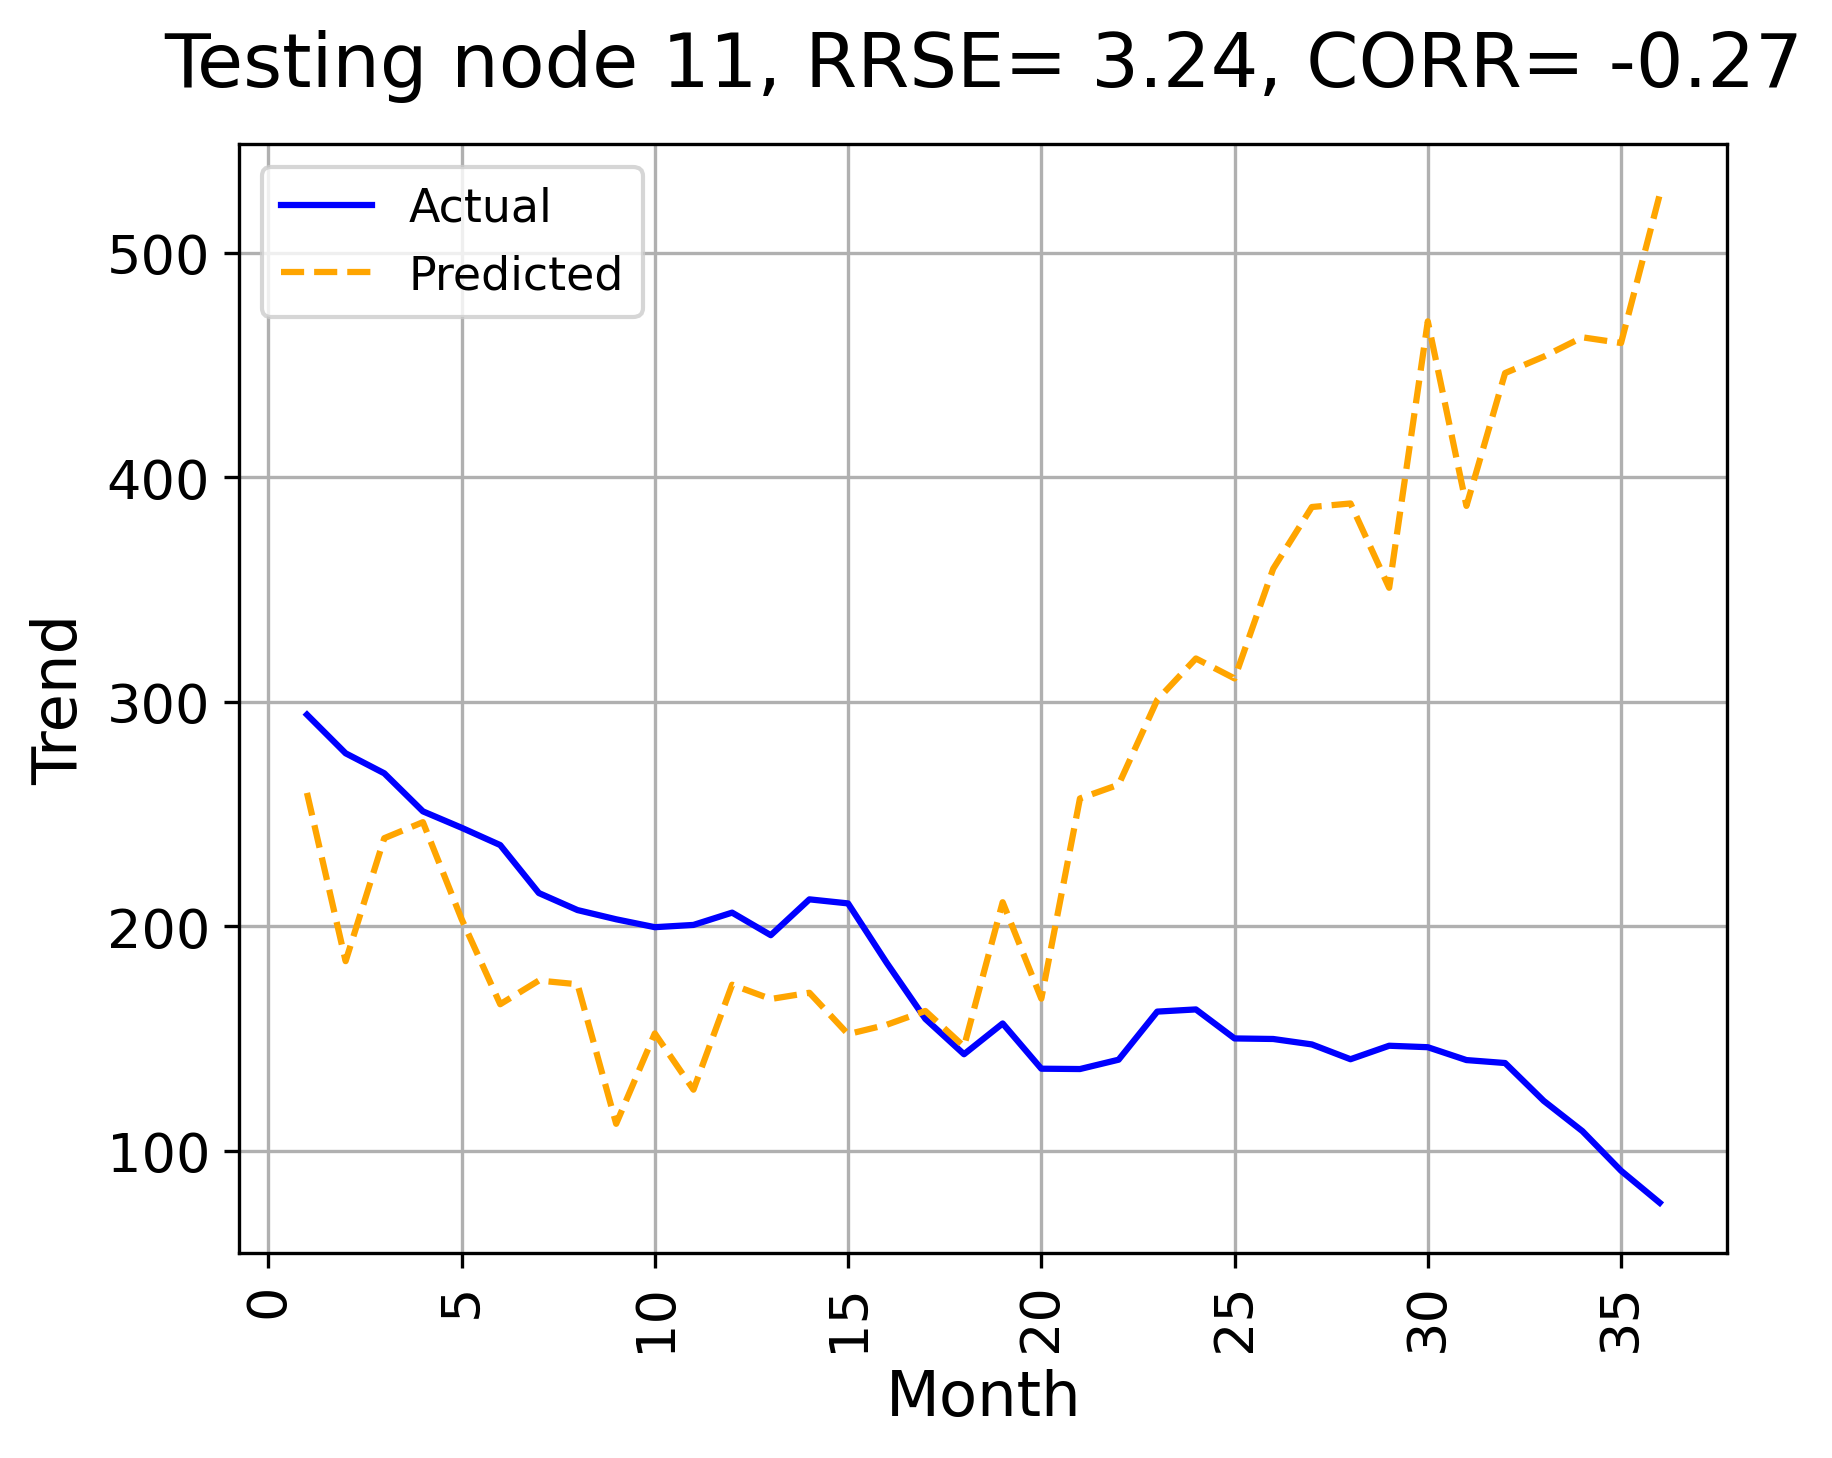 Testing node 11, RRSE= 3.24, CORR= -0.27
Actual
Predicted
500
400
300
200
100
Trend
0 5 10 15 20 25 30 35
Month